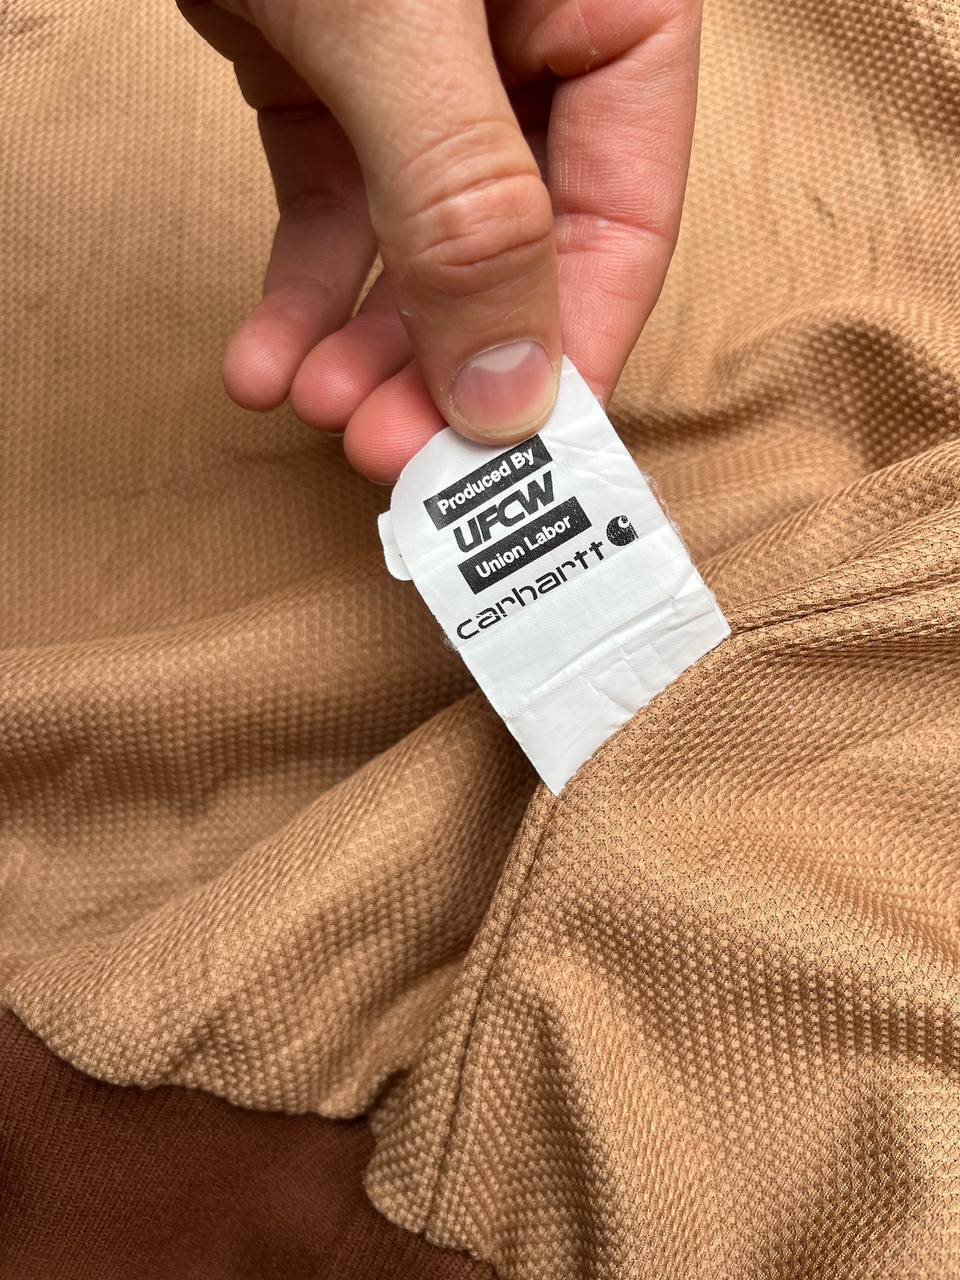 Produced By
UFCW
Union Labor
carhartt